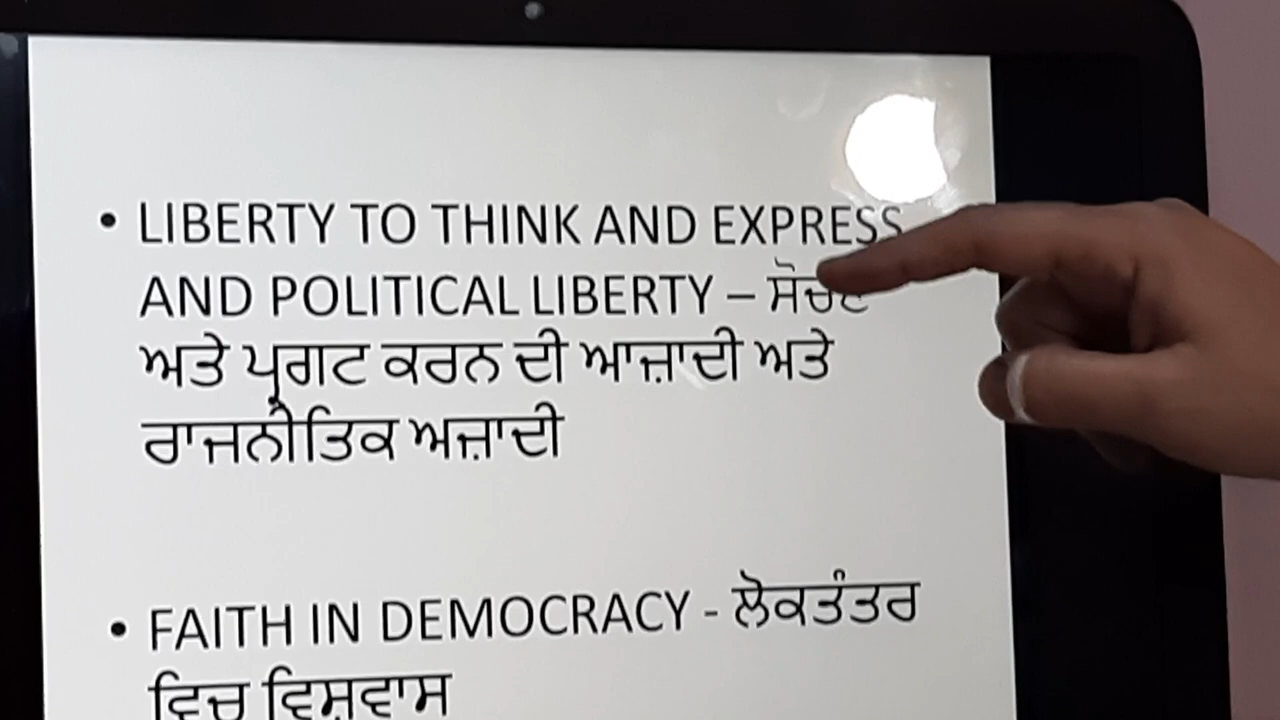 • LIBERTY TO THINK AND EXPRESS
AND POLITICAL LIBERTY – ਸੋਚਣ
ਅਤੇ ਪ੍ਰਗਟ ਕਰਨ ਦੀ ਆਜ਼ਾਦੀ ਅਤੇ
ਰਾਜਨੀਤਿਕ ਅਜ਼ਾਦੀ
• FAITH IN DEMOCRACY - ਲੋਕਤੰਤਰ
ਵਿਚ ਵਿਸ਼ਵਾਸ